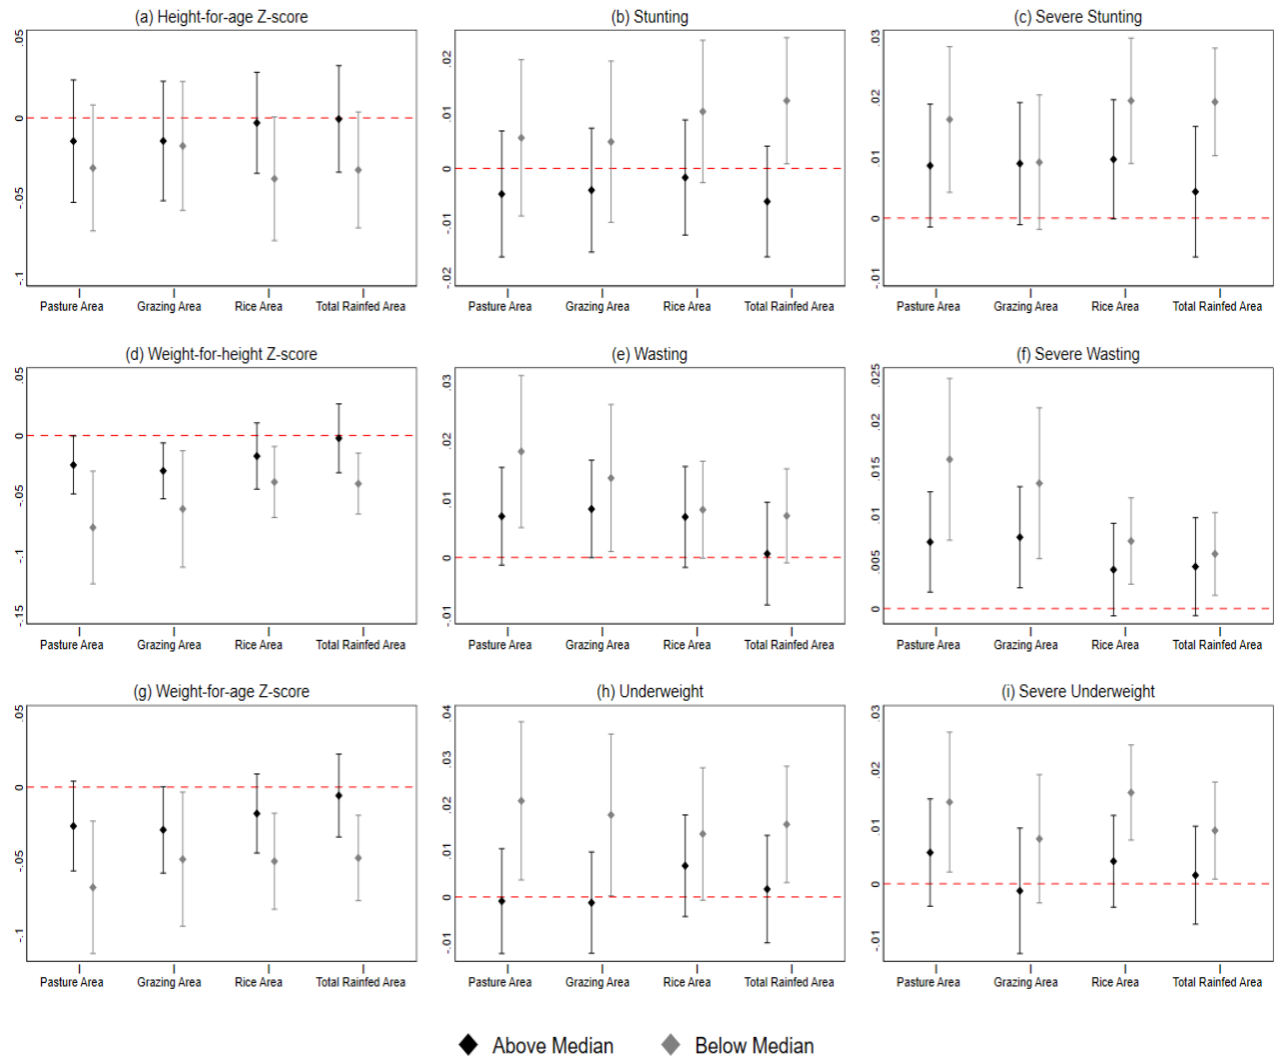 (a) Height-for-age Z-score
.05
0
-.05
-.1
Pasture Area Grazing Area Rice Area Total Rainfed Area
(b) Stunting
.02
.01
0
-.01
-.02
Pasture Area Grazing Area Rice Area Total Rainfed Area
(c) Severe Stunting
.03
.02
.01
0
-.01
Pasture Area Grazing Area Rice Area Total Rainfed Area
(d) Weight-for-height Z-score
.05
0
-.05
-.1
-.15
Pasture Area Grazing Area Rice Area Total Rainfed Area
(e) Wasting
.03
.02
.01
0
-.01
Pasture Area Grazing Area Rice Area Total Rainfed Area
(f) Severe Wasting
.025
.02
.015
.01
.005
0
Pasture Area Grazing Area Rice Area Total Rainfed Area
(g) Weight-for-age Z-score
.05
0
-.05
-.1
Pasture Area Grazing Area Rice Area Total Rainfed Area
(h) Underweight
.04
.03
.02
.01
0
-.01
Pasture Area Grazing Area Rice Area Total Rainfed Area
(i) Severe Underweight
.03
.02
.01
0
-.01
Pasture Area Grazing Area Rice Area Total Rainfed Area
Above Median Below Median